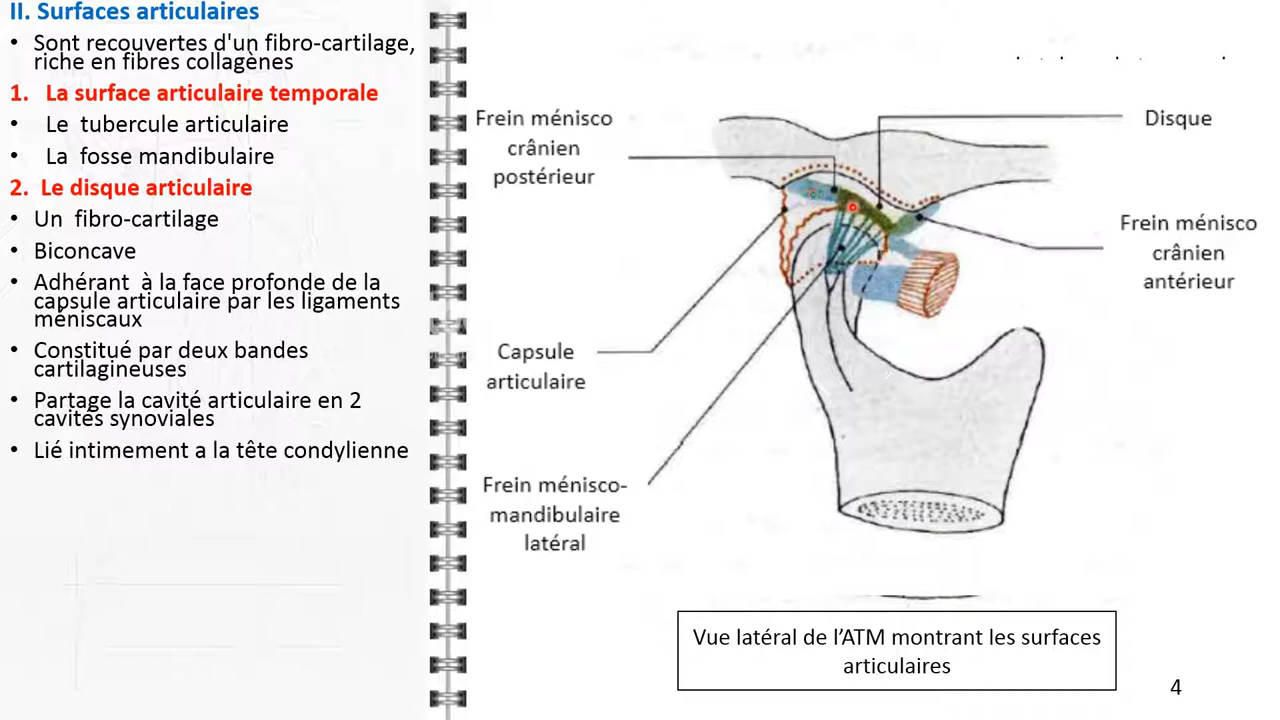 II. Surfaces articulaires
• Sont recouvertes d'un fibro-cartilage,
riche en fibres collagènes
1. La surface articulaire temporale
• Le tubercule articulaire
• La fosse mandibulaire
2. Le disque articulaire
• Un fibro-cartilage
• Biconcave
• Adhérant à la face profonde de la
capsule articulaire par les ligaments
méniscaux
• Constitué par deux bandes
cartilagineuses
• Partage la cavité articulaire en 2
cavités synoviales
• Lié intimement a la tête condylienne
Frein ménisco
crânien
postérieur
Disque
Frein ménisco
crânien
antérieur
Capsule
articulaire
Frein ménisco-
mandibulaire
latéral
Vue latéral de l’ATM montrant les surfaces
articulaires
4